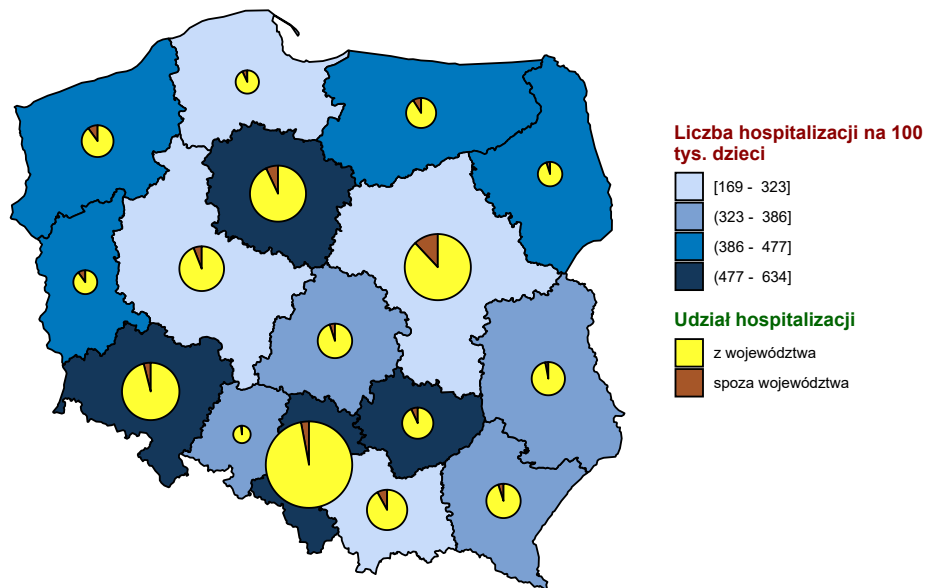 Liczba hospitalizacji na 100
tys. dzieci
[169 - 323]
(323 - 386]
(386 - 477]
(477 - 634]
Udział hospitalizacji
z województwa
spoza województwa